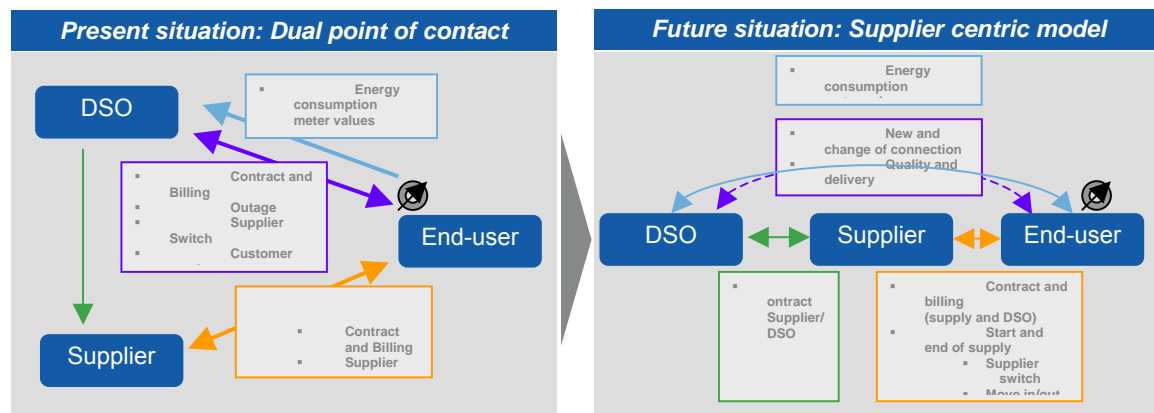 Present situation: Dual point of contact
DSO
▪ Energy
consumption
meter values
▪ Contract and
Billing
▪ Outage
▪ Supplier
Switch
▪ Customer
End-user
▪ Contract
and Billing
▪ Supplier
Supplier
Future situation: Supplier centric model
▪ Energy
consumption
▪ New and
change of connection
▪ Quality and
delivery
DSO
Supplier
End-user
▪
ontract
Supplier/
DSO
▪ Contract and
billing
(supply and DSO)
▪ Start and
end of supply
▪ Supplier
switch
▪ Move in/out